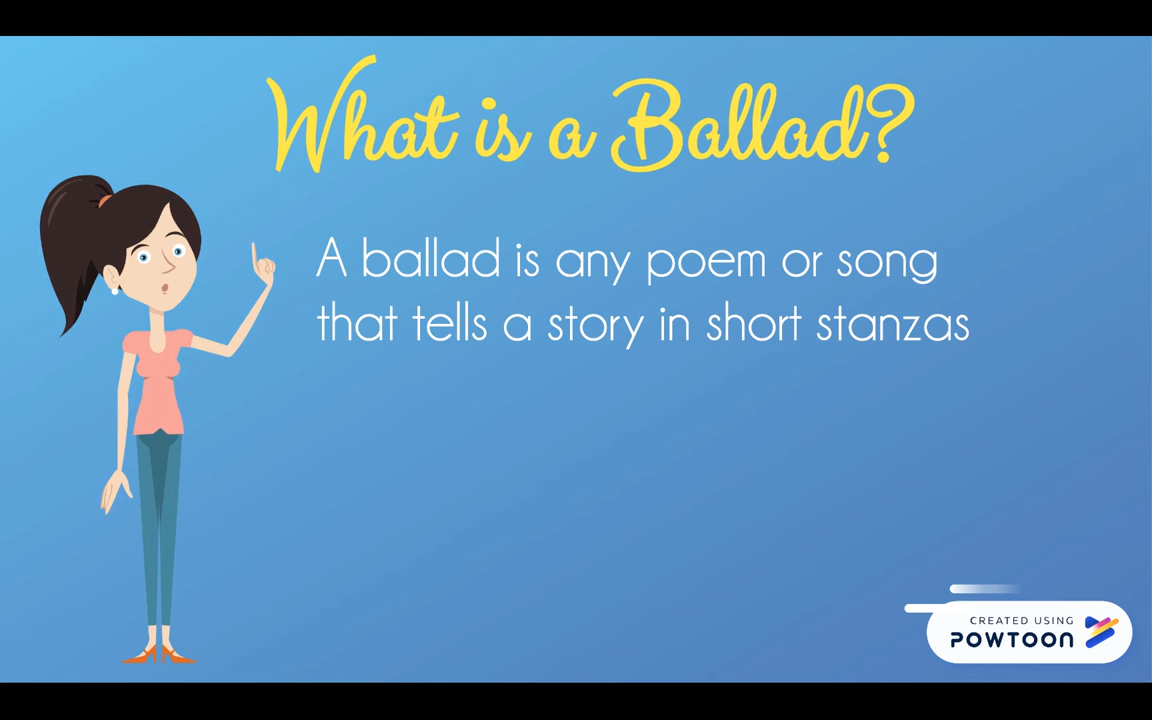 What is a Ballad?
A ballad is any poem or song
that tells a story in short stanzas
CREATED USING
POWTOON